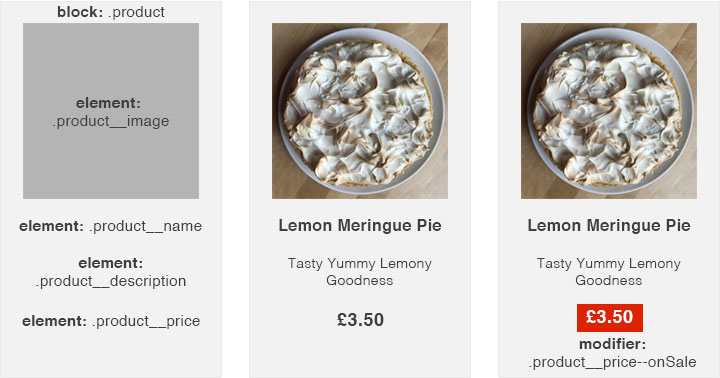 block: .product
element:
.product__image
element: .product__name
element:
.product__description
element: .product__price
Lemon Meringue Pie
Tasty Yummy Lemony
Goodness
£3.50
Lemon Meringue Pie
Tasty Yummy Lemony
Goodness
£3.50
modifier:
.product__price--onSale